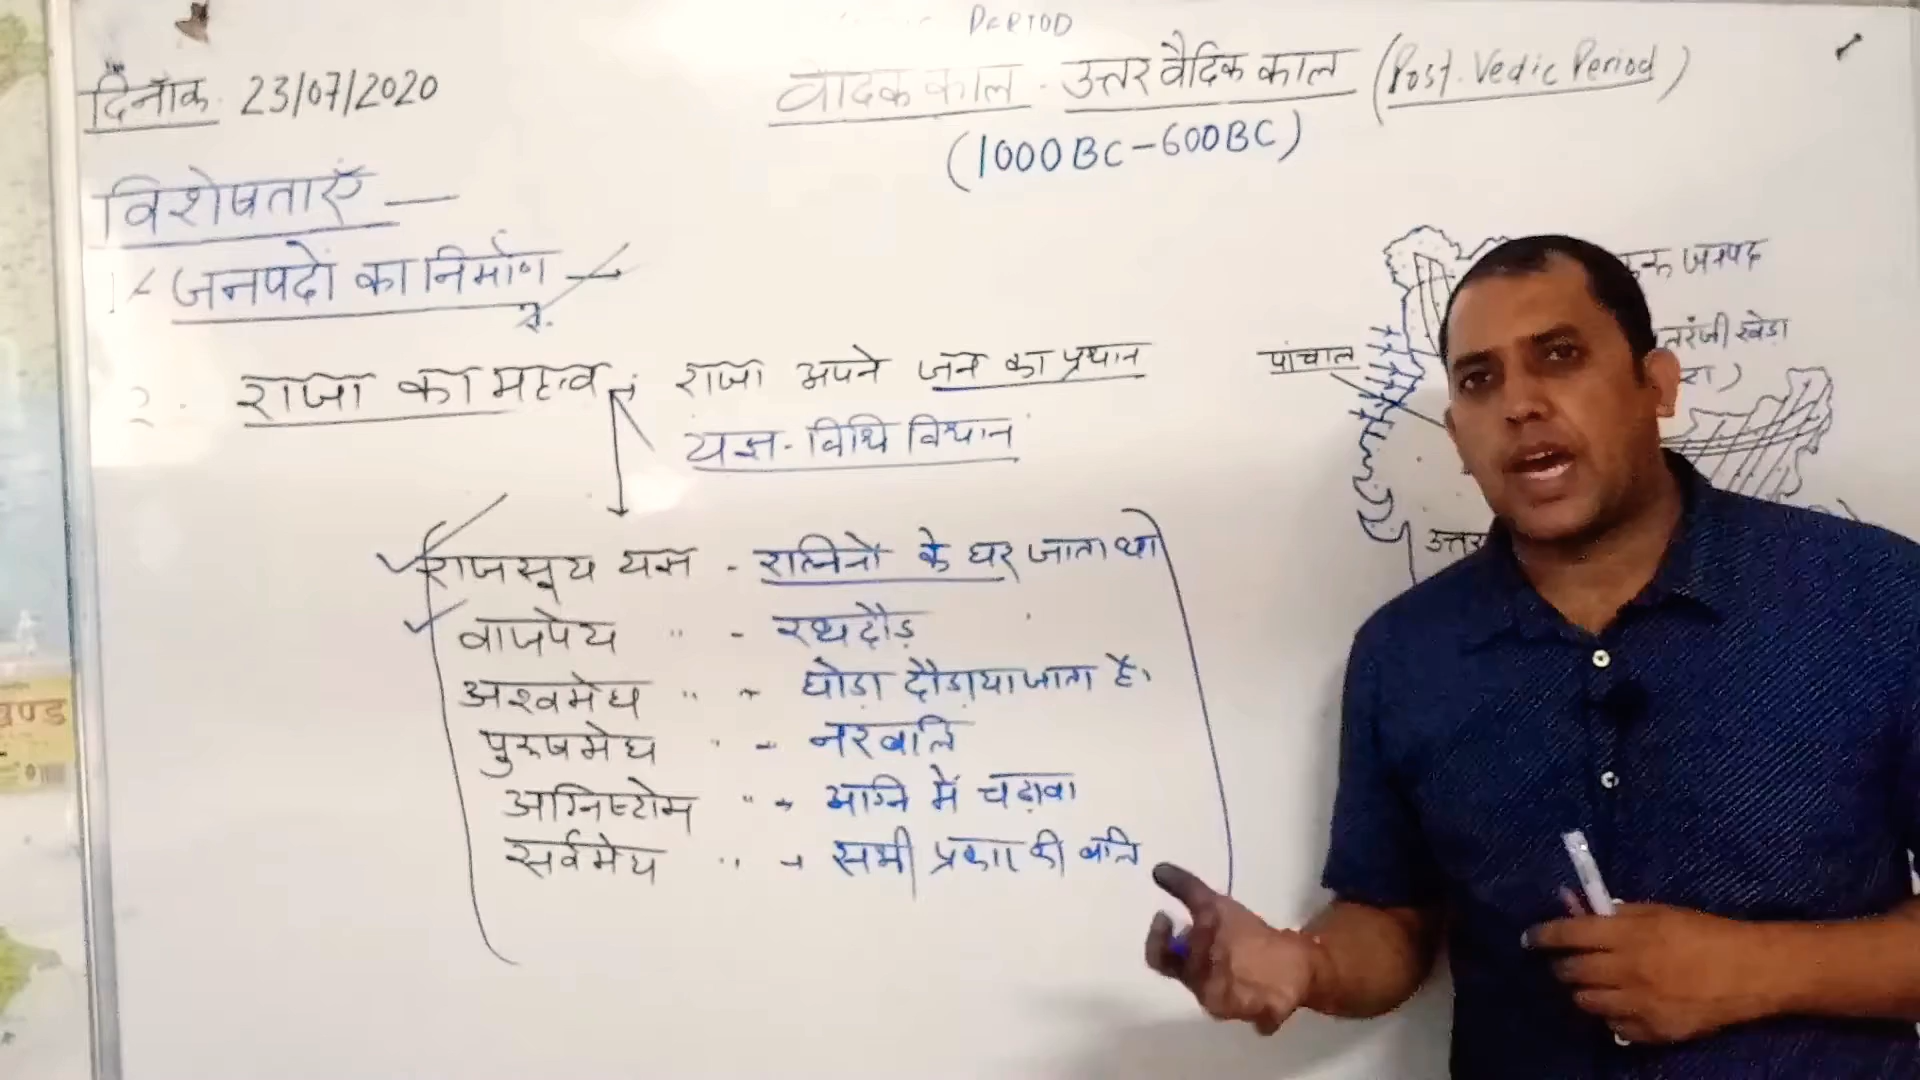 PERIOD
दिनाँक 23/07/2020
वैदिक काल - उत्तर वैदिक काल (Post. Vedic Period)
(1000BC-600BC)
विशेषताएँ —
1 जनपदों का निर्माण —
2. राजा का महत्व राजा अपने जन का प्रधान
यज्ञ - विधि विधान
राजसूय यज्ञ - रत्निनों के घर जाता था
वाजपेय " - रथदौड़
अश्वमेघ " - घोड़ा दौड़ाया जाता है।
पुरुषमेघ " - नरबलि
अग्निष्टोम " - अग्नि में चढ़ावा
सर्वमेघ " - सभी प्रकार की बलि
जनपद
पांचाल
तरंजीखेड़ा
उत्तर
ण्ड